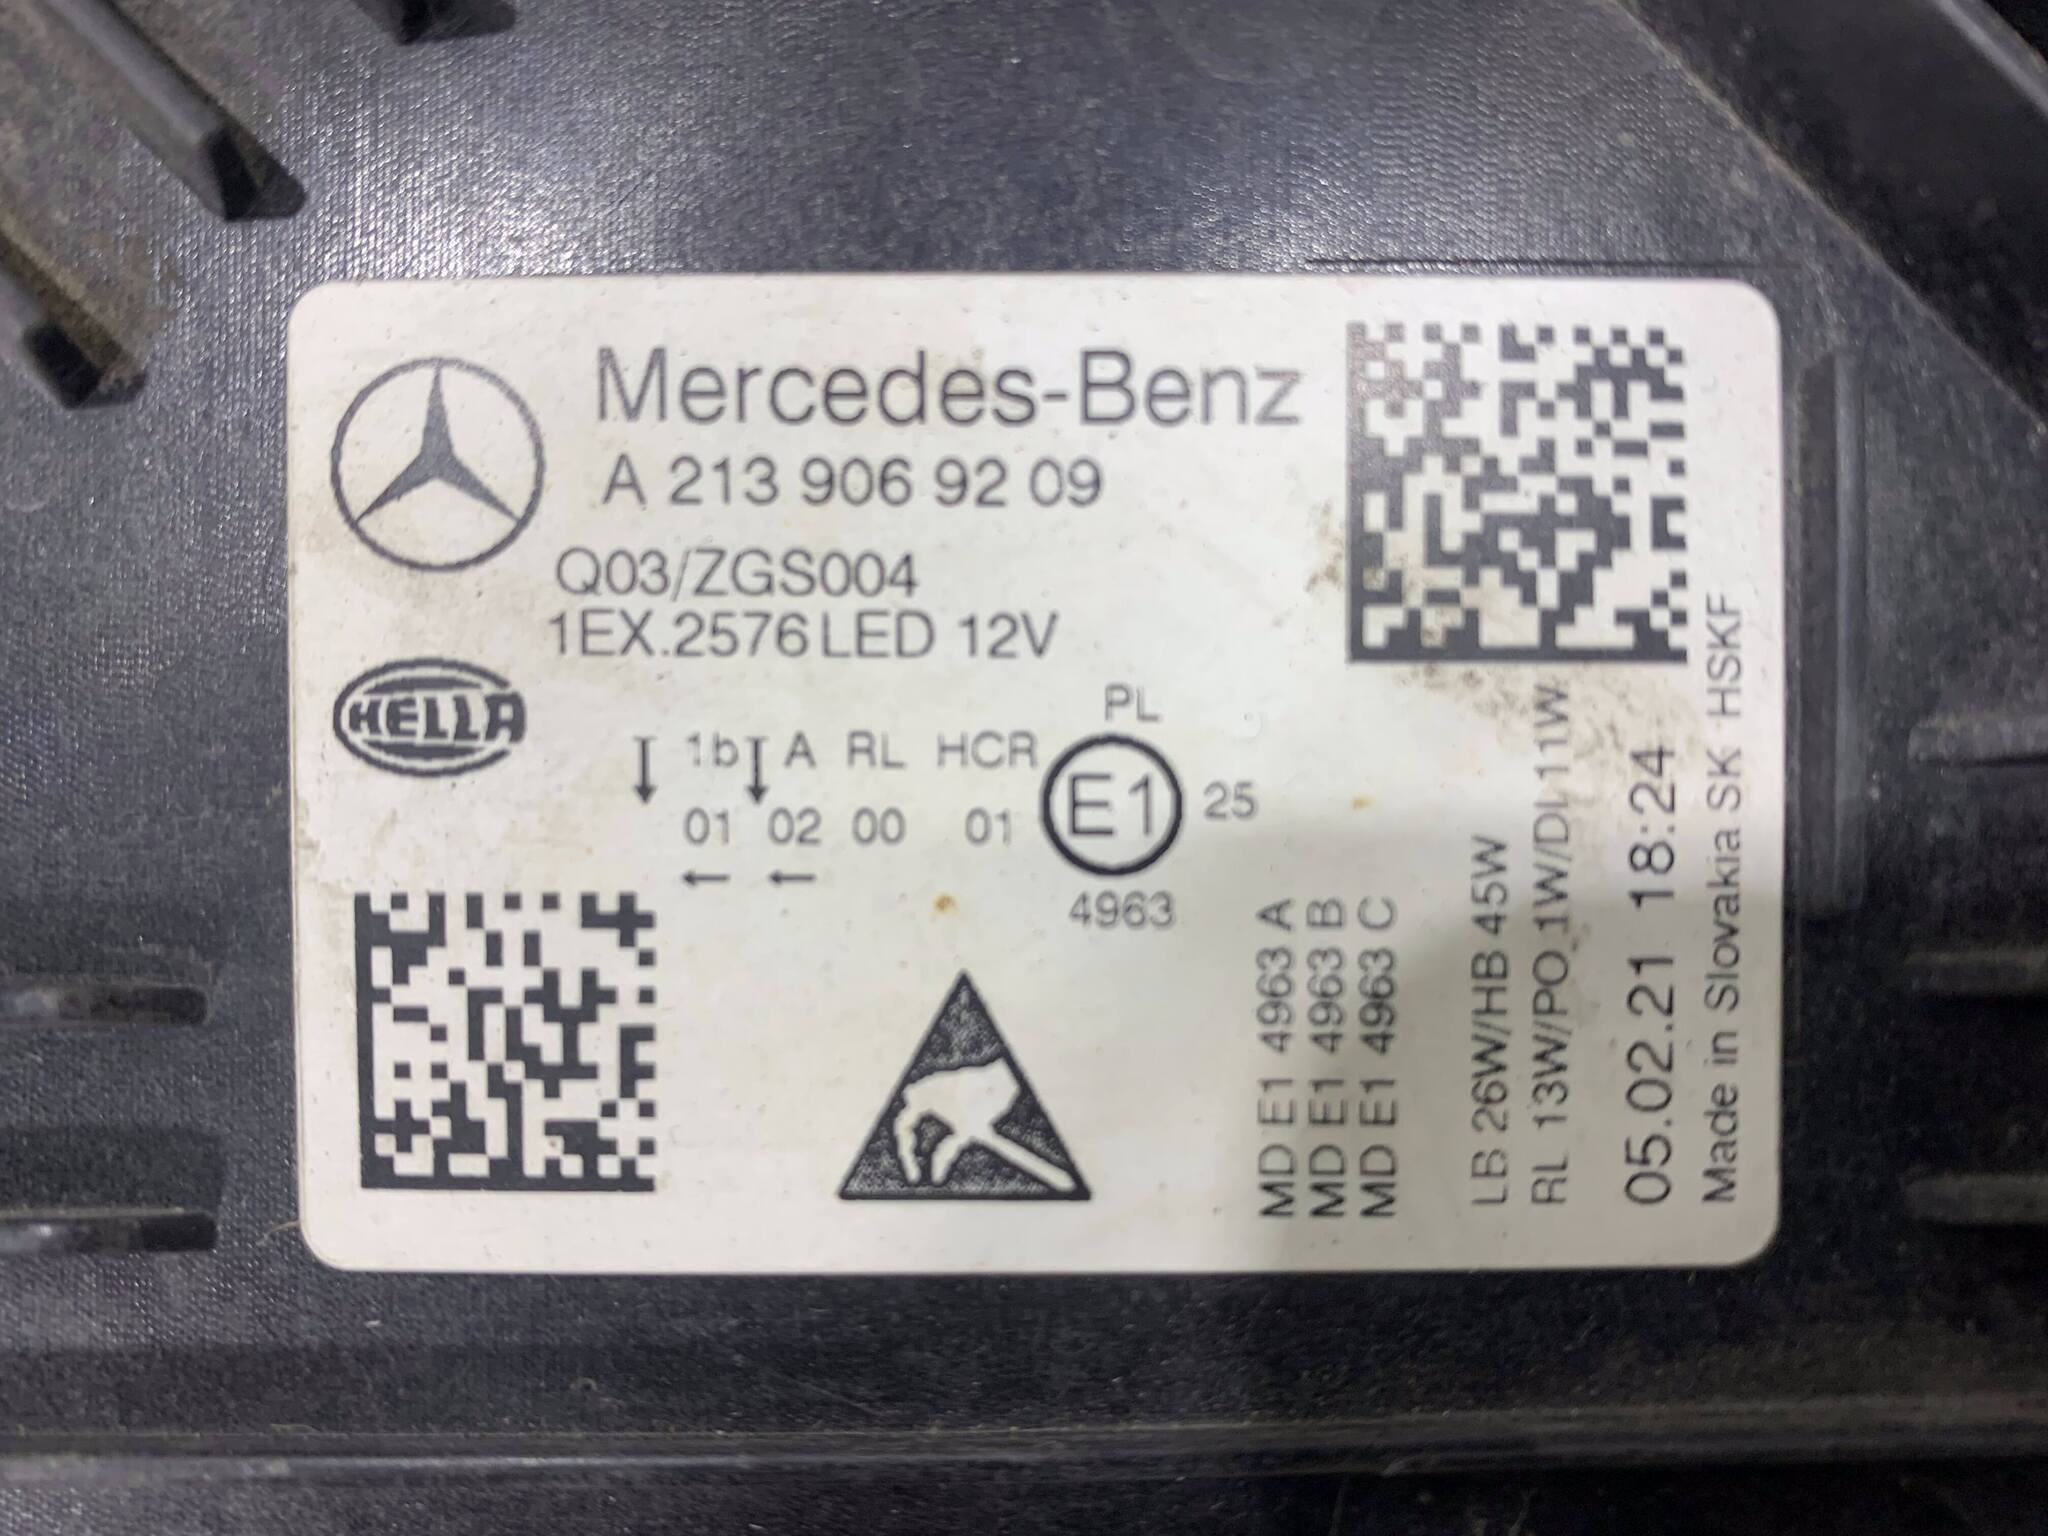 Mercedes-Benz
A 213 906 92 09
Q03/ZGS004
1EX.2576 LED 12V
HELLA
PL
1b A RL HCR
E1
25
01 02 00 01
4963
MD E1 4963 A
MD E1 4963 B
MD E1 4963 C
LB 26W/HB 45W
RL 13W/PO 1W/DI 11W
05.02.21 18:24
Made in Slovakia SK HSKF